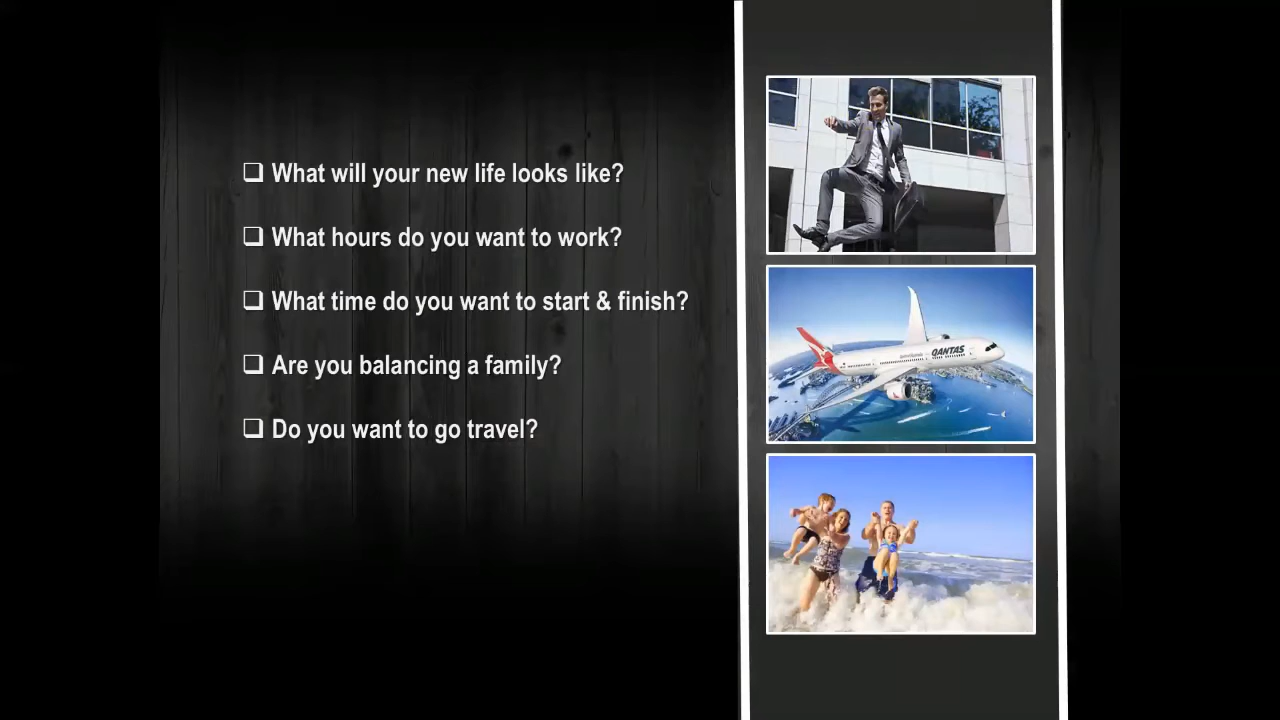 ❑ What will your new life looks like?
❑ What hours do you want to work?
❑ What time do you want to start & finish?
❑ Are you balancing a family?
❑ Do you want to go travel?
QANTAS